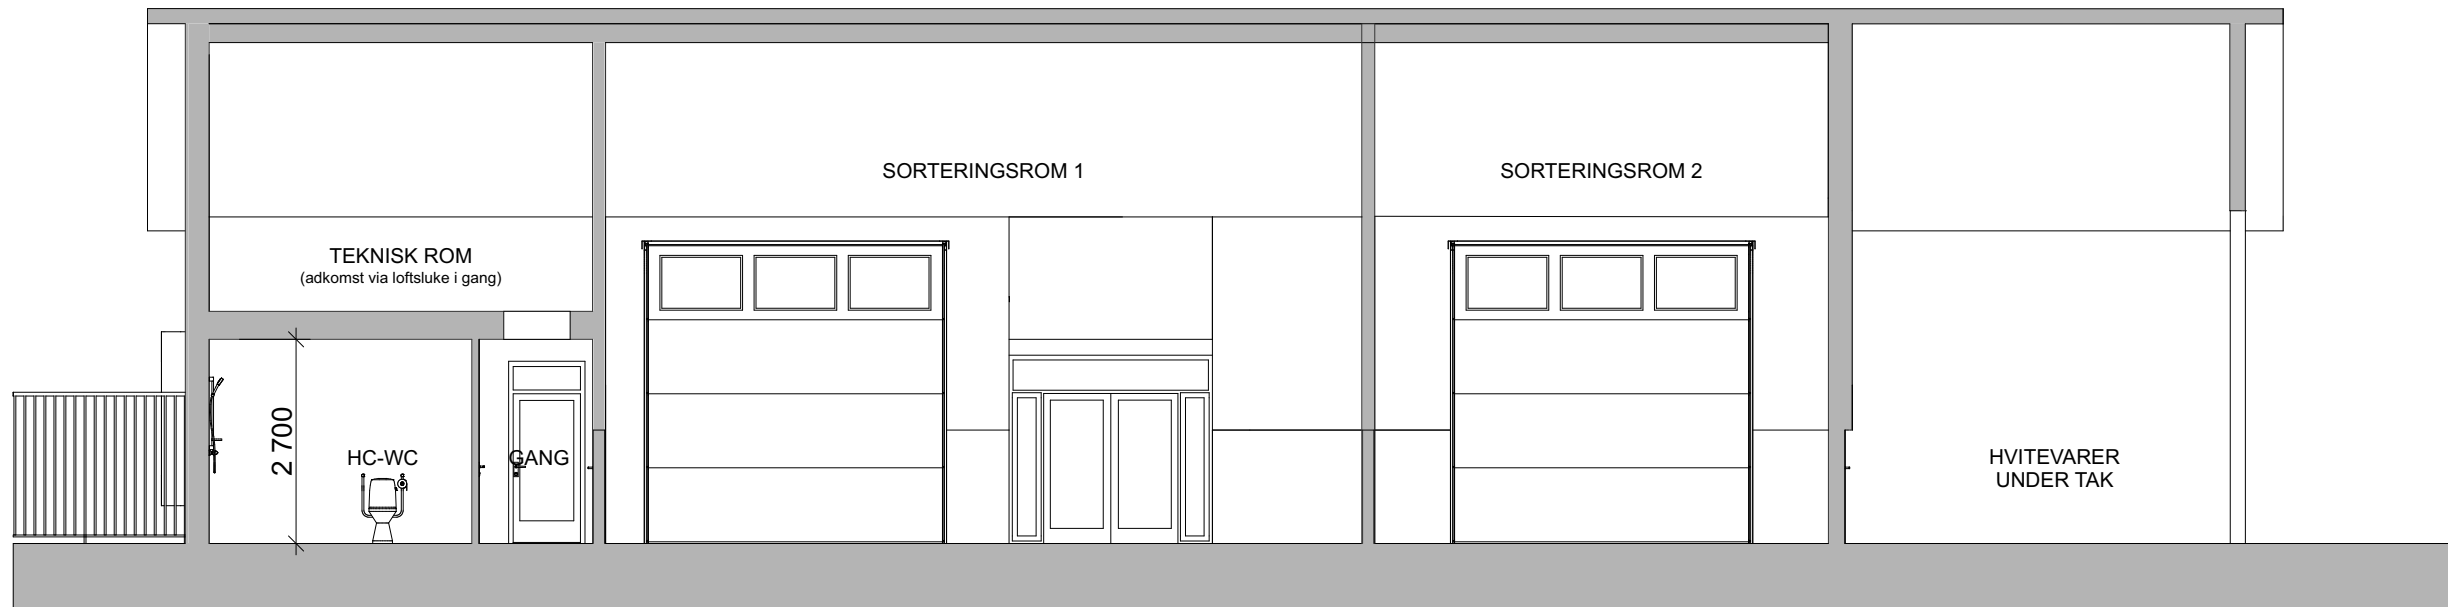 SORTERINGSROM 1
SORTERINGSROM 2
TEKNISK ROM
(adkomst via loftsluke i gang)
2 700
HC-WC
GANG
HVITEVARER
UNDER TAK